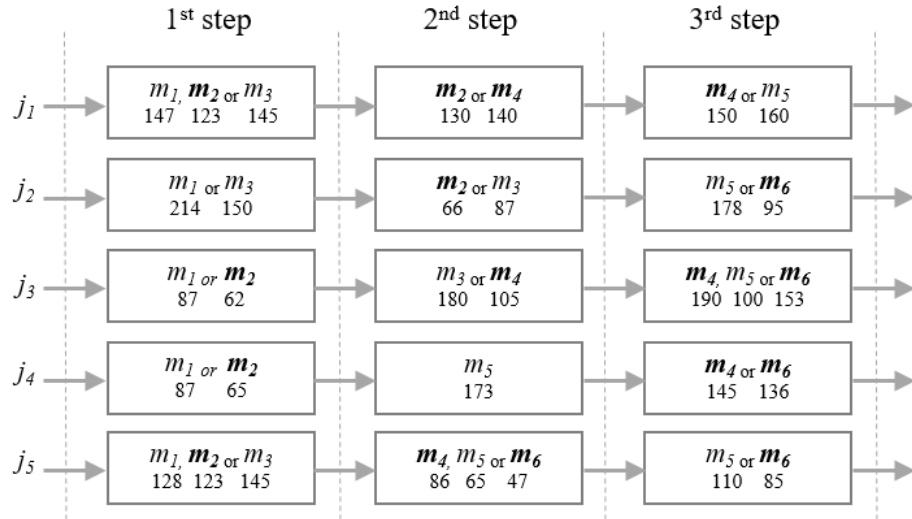 1st step 2nd step 3rd step
j1 m1, m2 or m3 m2 or m4 m4 or m5
147 123 145 130 140 150 160
j2 m1 or m3 m2 or m3 m5 or m6
214 150 66 87 178 95
j3 m1 or m2 m3 or m4 m4, m5 or m6
87 62 180 105 190 100 153
j4 m1 or m2 m5 m4 or m6
87 65 173 145 136
j5 m1, m2 or m3 m4, m5 or m6 m5 or m6
128 123 145 86 65 47 110 85